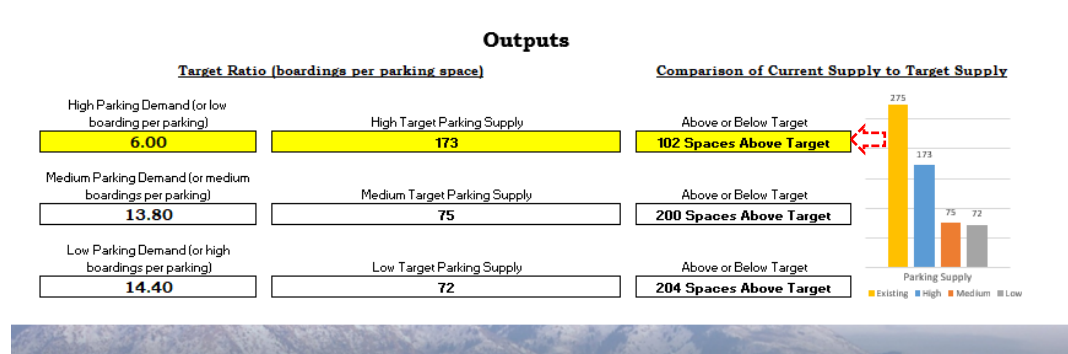 Outputs
Target Ratio (boardings per parking space)
Comparison of Current Supply to Target Supply
High Parking Demand (or low
boarding per parking)
6.00
High Target Parking Supply
173
Above or Below Target
102 Spaces Above Target
Medium Parking Demand (or medium
boardings per parking)
13.80
Medium Target Parking Supply
75
Above or Below Target
200 Spaces Above Target
Low Parking Demand (or high
boardings per parking)
14.40
Low Target Parking Supply
72
Above or Below Target
204 Spaces Above Target
275
173
75 72
Parking Supply
Existing High Medium Low